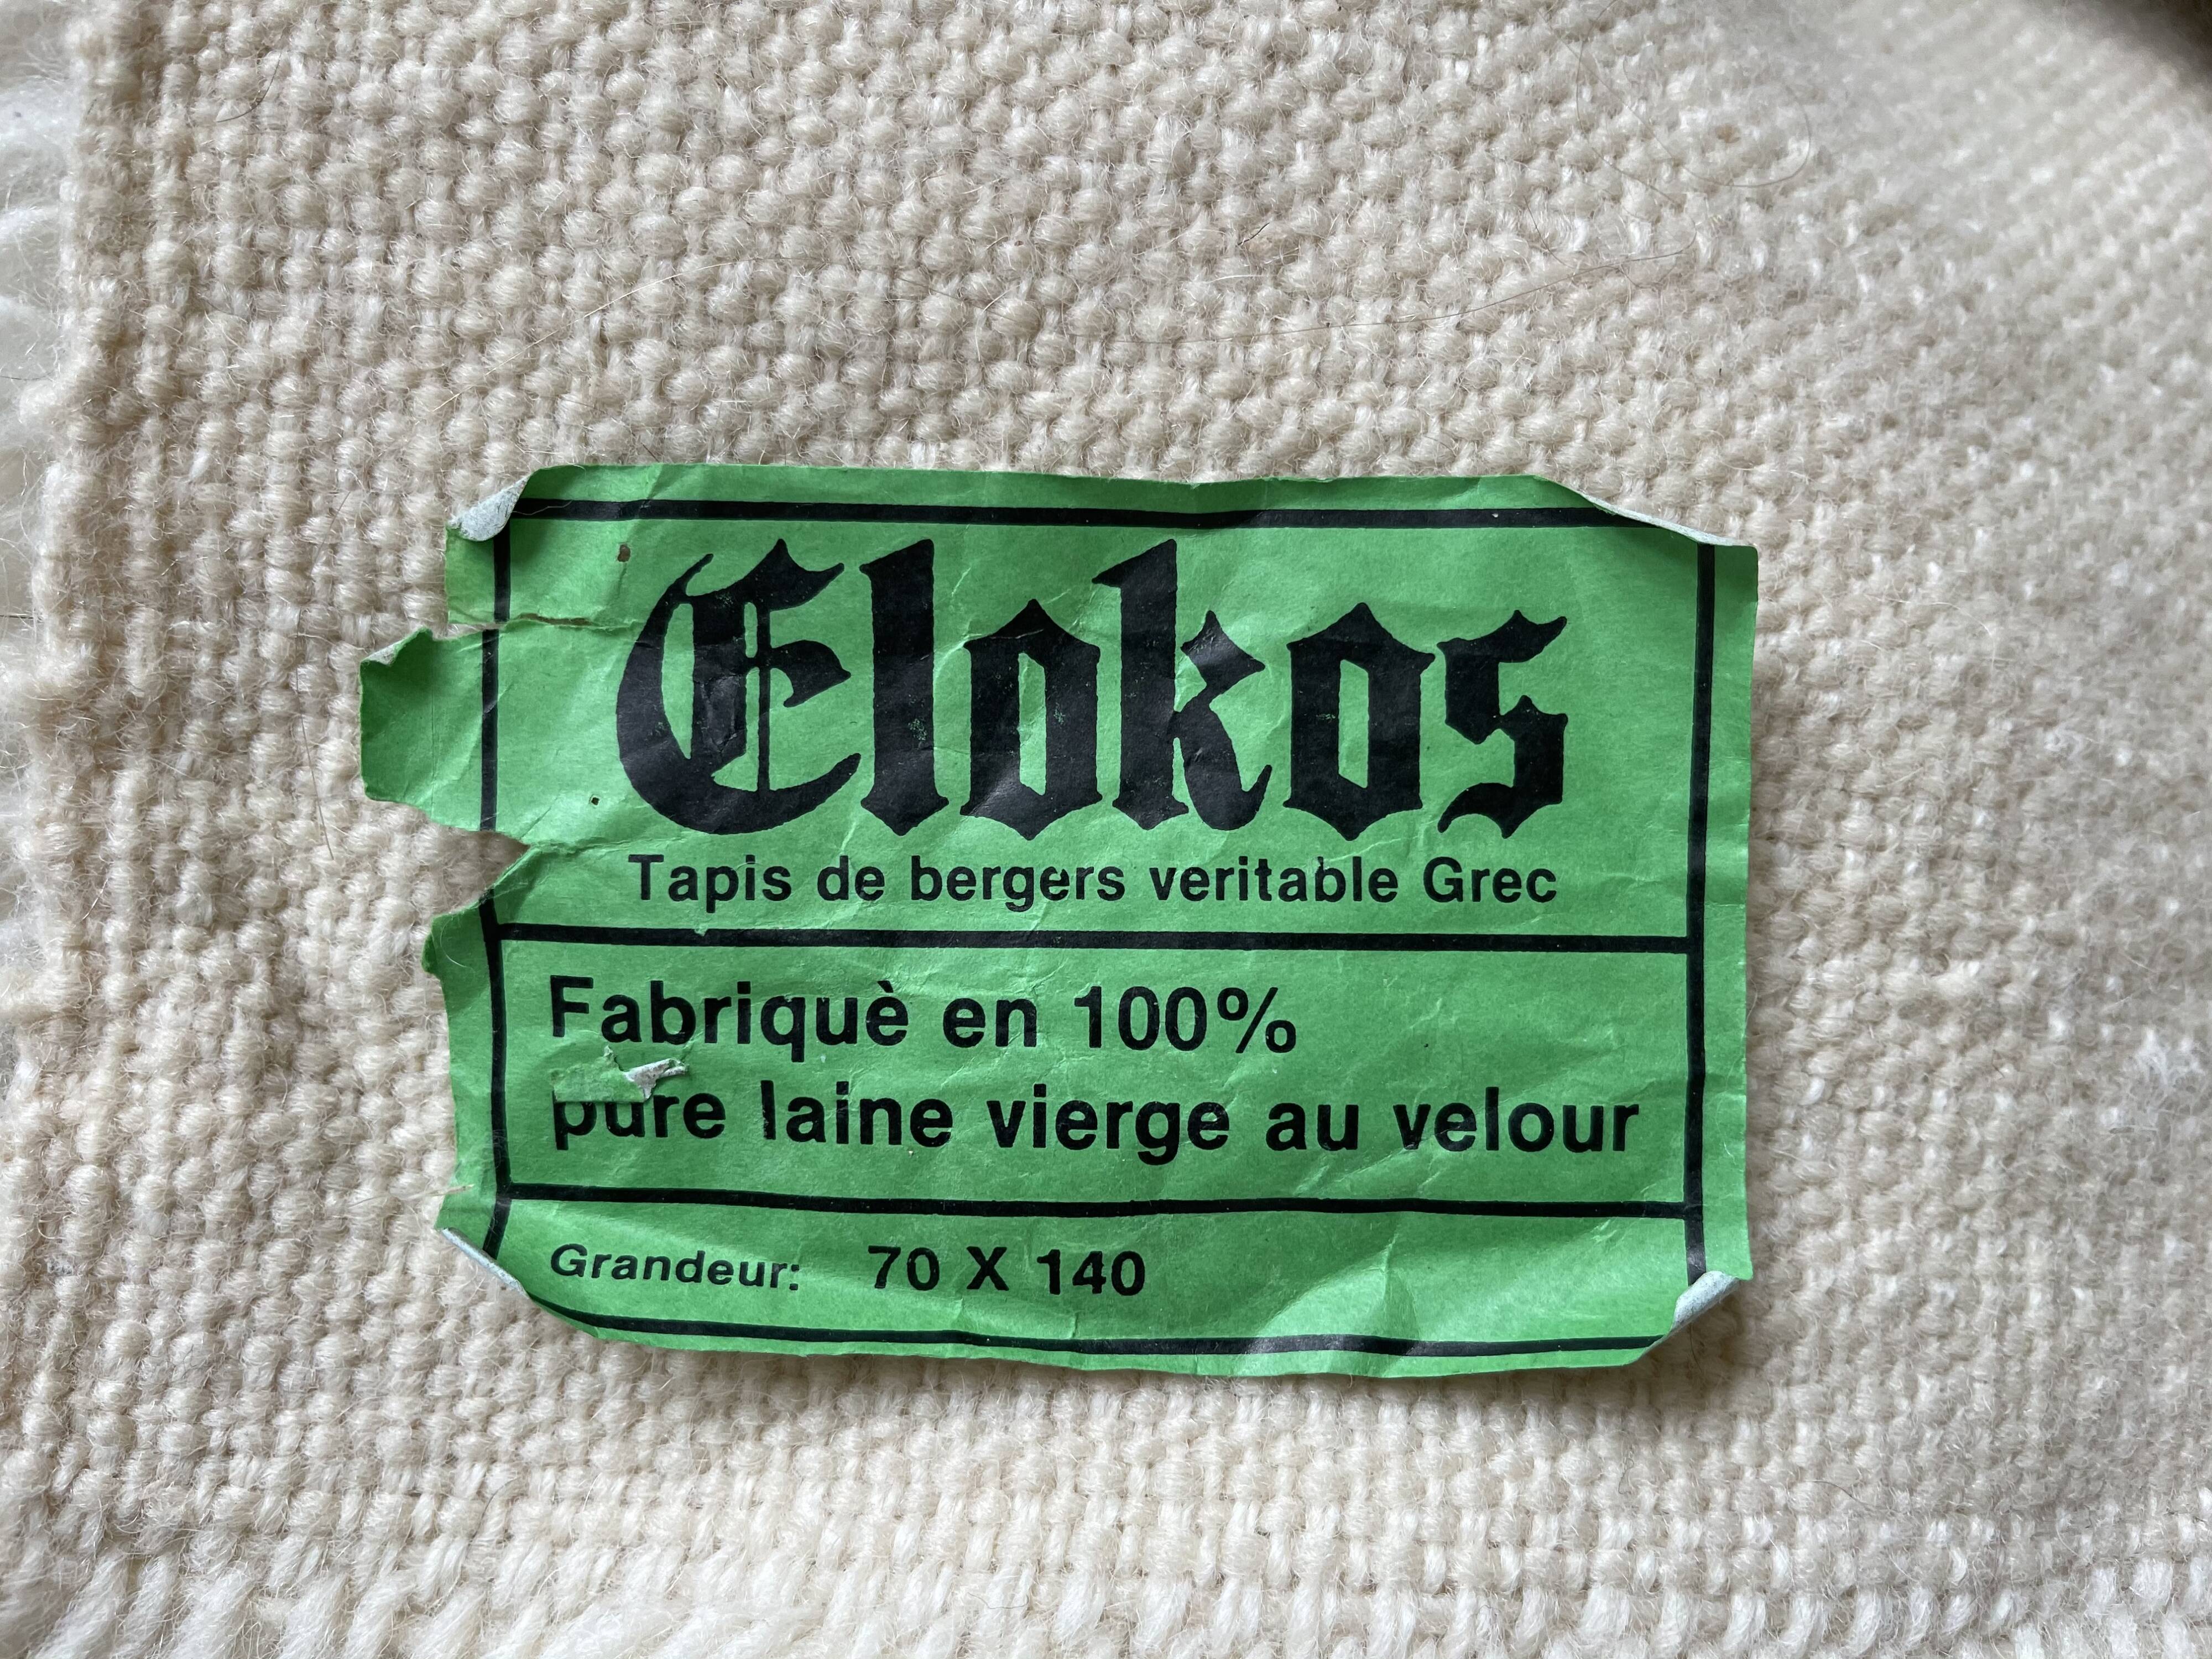 Elokos
Tapis de bergers veritable Grec
Fabriquè en 100%
pure laine vierge au velour
Grandeur: 70 X 140